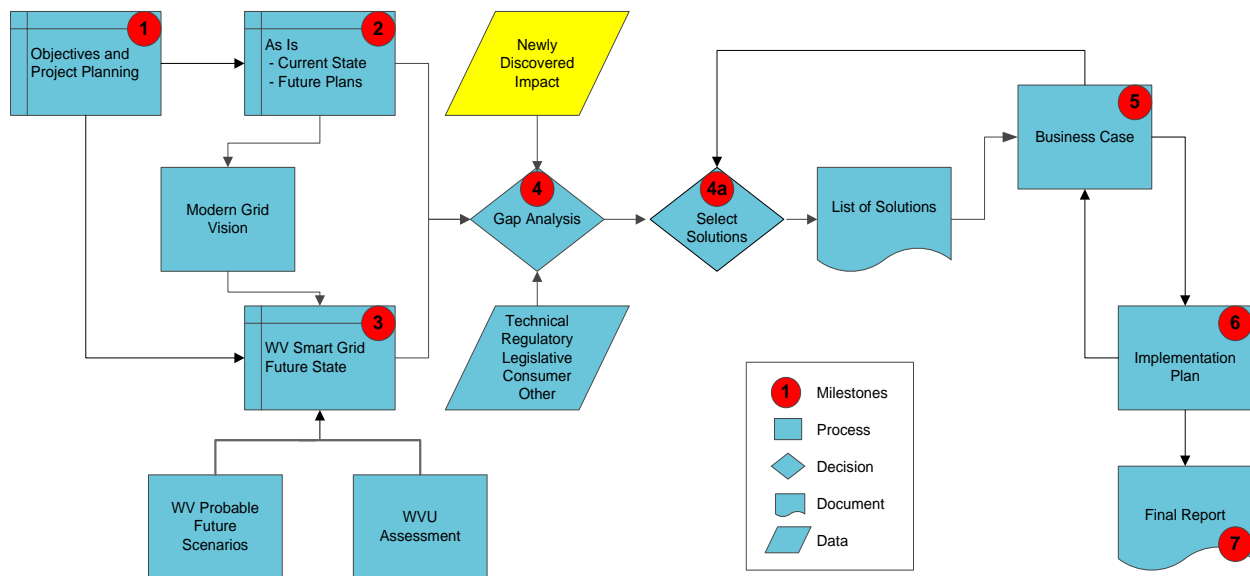 1
Objectives and
Project Planning
2
As Is
- Current State
- Future Plans
Newly
Discovered
Impact
5
Business Case
Modern Grid
Vision
4
Gap Analysis
4a
Select
Solutions
List of Solutions
3
WV Smart Grid
Future State
Technical
Regulatory
Legislative
Consumer
Other
6
Implementation
Plan
WV Probable
Future
Scenarios
WVU
Assessment
1 Milestones
Process
Decision
Document
Data
Final Report
7